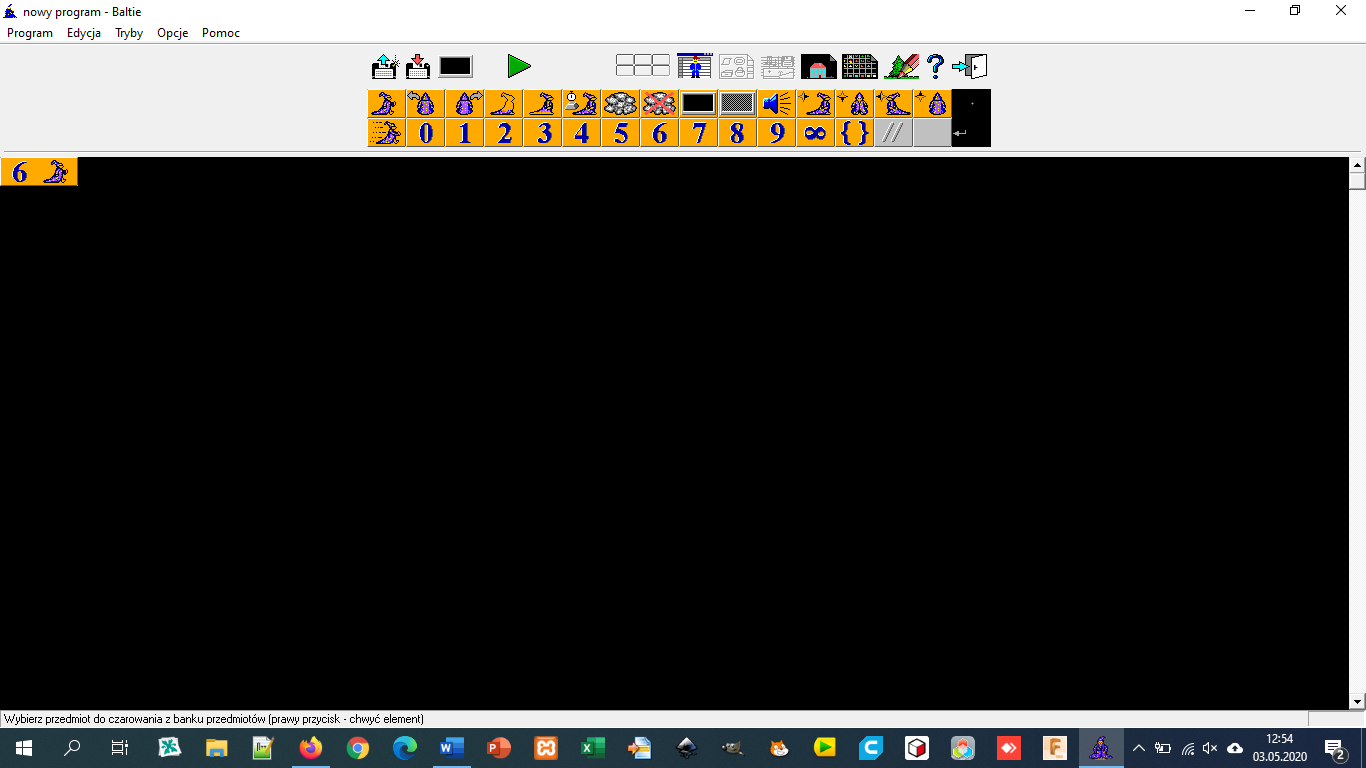 nowy program - Baltie
Program Edycja Tryby Opcje Pomoc
?
0 1 2 3 4 5 6 7 8 9 ∞ { } //
6
Wybierz przedmiot do czarowania z banku przedmiotów (prawy przycisk - chwyć element)
12:54
03.05.2020
2